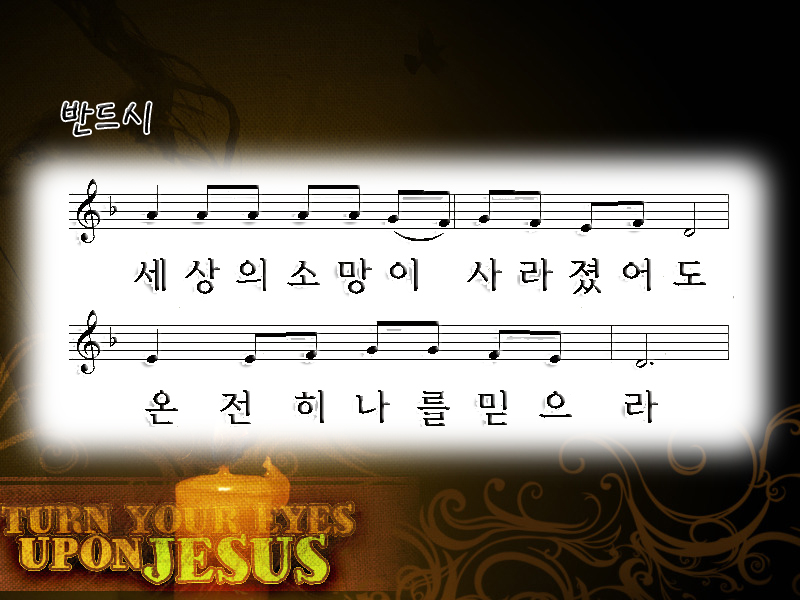 반드시
세 상 의 소 망 이 사 라 졌 어 도
온 전 히 나 를 믿 으 라
TURN YOUR EYES
UPON JESUS